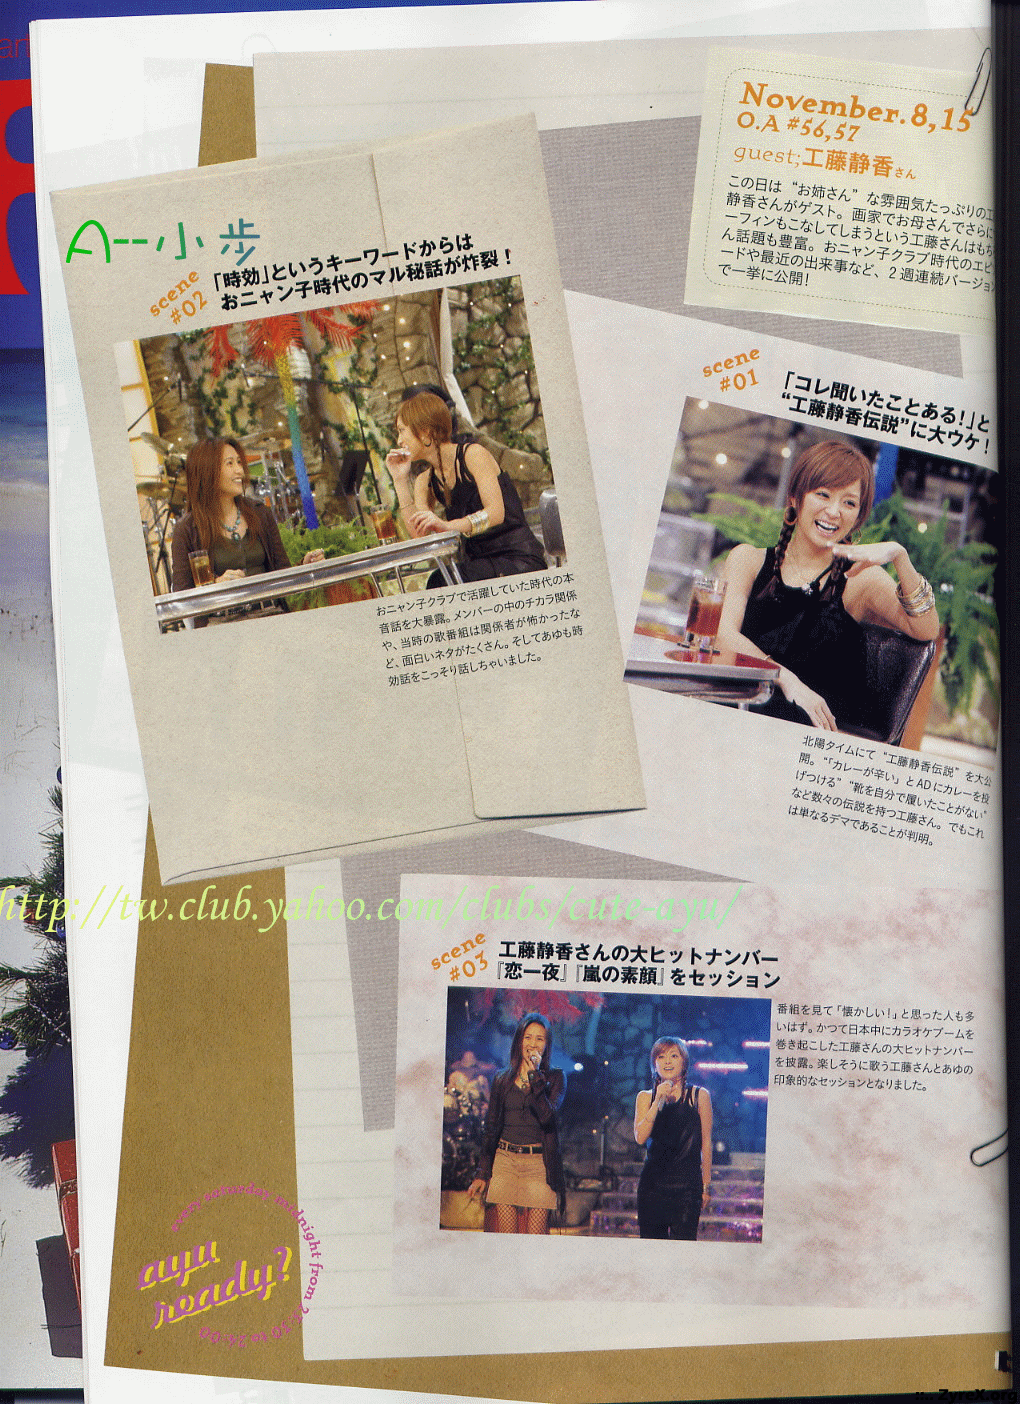 art
November.8,15
O.A #56,57
guest;工藤静香さん
この日は“お姉さん”な雰囲気たっぷりの工
静香さんがゲスト。画家でお母さんでさらに
ーフィンもこなしてしまうという工藤さんはもち
ん話題も豊富。おニャン子クラブ時代のエピ
ードや最近の出来事など、2週連続バージョン
で一挙に公開!
A--小步
scene
#02
「時効」というキーワードからは
おニャン子時代のマル秘話が炸裂!
おニャン子クラブで活躍していた時代の本
音話を大暴露。メンバーの中のチカラ関係
や、当時の歌番組は関係者が怖かったな
ど、面白いネタがたくさん。そしてあゆも時
効話をこっそり話しちゃいました。
scene
#01
「コレ聞いたことある!」と
“工藤静香伝説”に大ウケ!
北陽タイムにて“工藤静香伝説”を大公
開。“「カレーが辛い」とADにカレーを投
げつける”“靴を自分で履いたことがない”
など数々の伝説を持つ工藤さん。でもこれ
は単なるデマであることが判明。
http://tw.club.yahoo.com/clubs/cute-ayu/
scene
#03
工藤静香さんの大ヒットナンバー
『恋一夜』『嵐の素顔』をセッション
番組を見て「懐かしい!」と思った人も多
いはず。かつて日本中にカラオケブームを
巻き起こした工藤さんの大ヒットナンバー
を披露。楽しそうに歌う工藤さんとあゆの
印象的なセッションとなりました。
ayu
ready?
midnight from
ZyreX.org